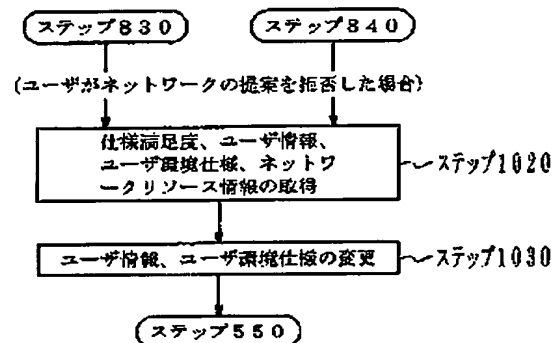 ステップ830
ステップ840
(ユーザがネットワークの提案を拒否した場合)
仕様満足度、ユーザ情報、
ユーザ環境仕様、ネットワ
ークリソース情報の取得
ステップ1020
ユーザ情報、ユーザ環境仕様の変更
ステップ1030
ステップ550